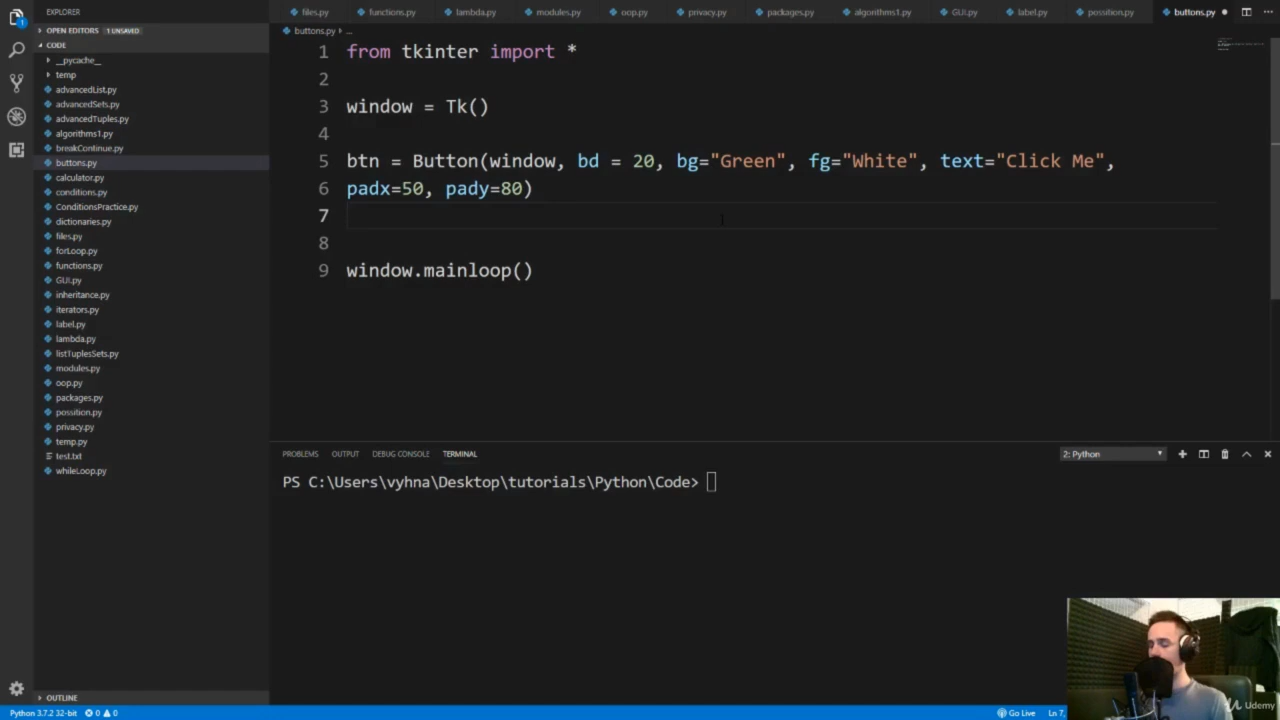 EXPLORER
OPEN EDITORS 1 UNSAVED
CODE
__pycache__
temp
advancedList.py
advancedSets.py
advancedTuples.py
algorithms1.py
breakContinue.py
buttons.py
calculator.py
conditions.py
ConditionsPractice.py
dictionaries.py
files.py
forLoop.py
functions.py
GUI.py
inheritance.py
iterators.py
label.py
lambda.py
listTuplesSets.py
modules.py
oop.py
packages.py
possition.py
privacy.py
temp.py
test.txt
whileLoop.py
OUTLINE
files.py functions.py lambda.py modules.py oop.py privacy.py packages.py algorithms1.py GUI.py label.py possition.py buttons.py
buttons.py ...
1 from tkinter import *
2
3 window = Tk()
4
5 btn = Button(window, bd = 20, bg="Green", fg="White", text="Click Me",
6 padx=50, pady=80)
7
8
9 window.mainloop()
PROBLEMS OUTPUT DEBUG CONSOLE TERMINAL 2: Python
PS C:\Users\vyhna\Desktop\tutorials\Python\Code>
Udemy
Python 3.7.2 32-bit 0 0 Go Live Ln 7,